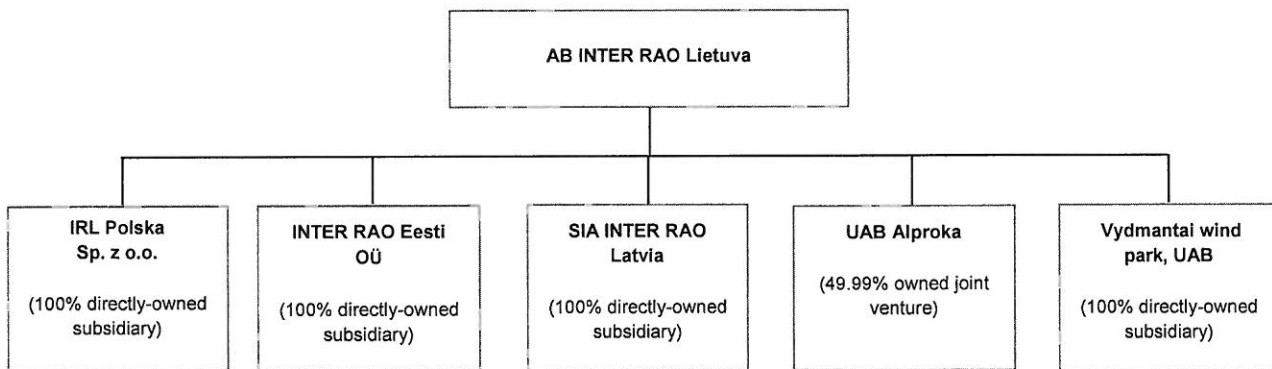 AB INTER RAO Lietuva
IRL Polska
Sp. z o.o.
(100% directly-owned
subsidiary)
INTER RAO Eesti
OÜ
(100% directly-owned
subsidiary)
SIA INTER RAO
Latvia
(100% directly-owned
subsidiary)
UAB Alproka
(49.99% owned joint
venture)
Vydmantai wind
park, UAB
(100% directly-owned
subsidiary)